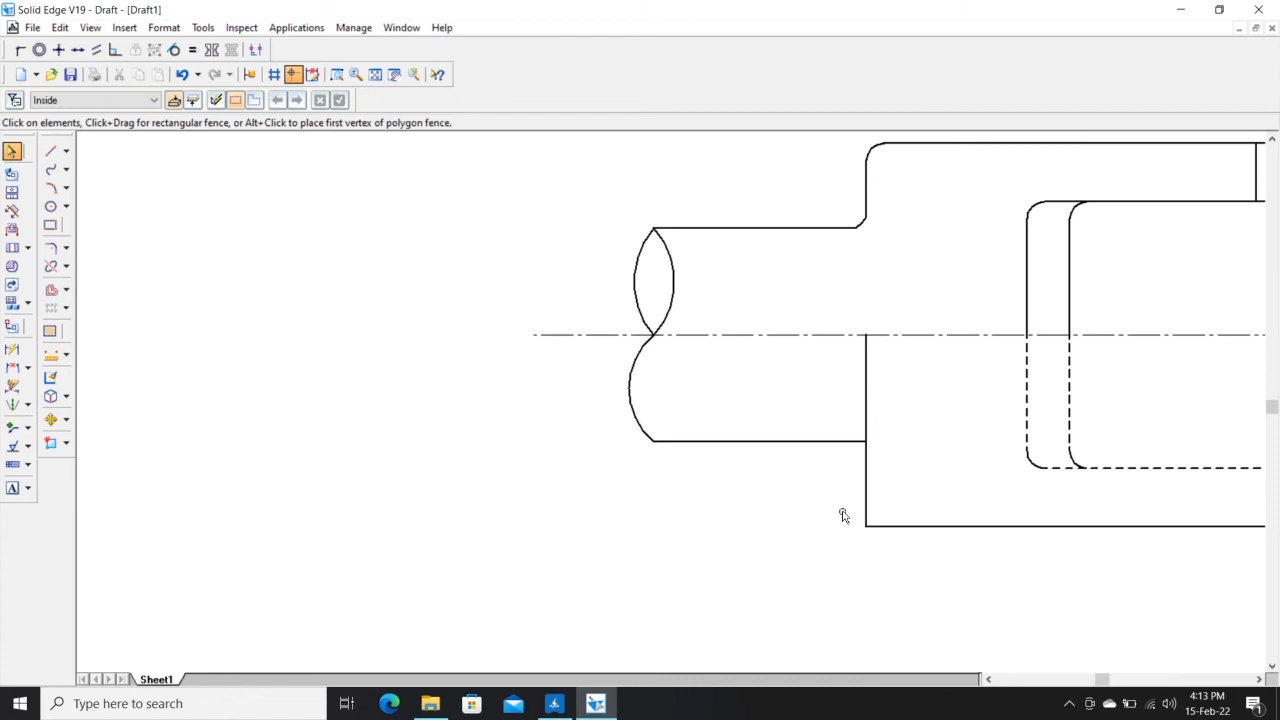 Solid Edge V19 - Draft - [Draft1]
File Edit View Insert Format Tools Inspect Applications Manage Window Help
Inside
Click on elements, Click+Drag for rectangular fence, or Alt+Click to place first vertex of polygon fence.
A
Sheet1
Type here to search
4:13 PM
15-Feb-22
1